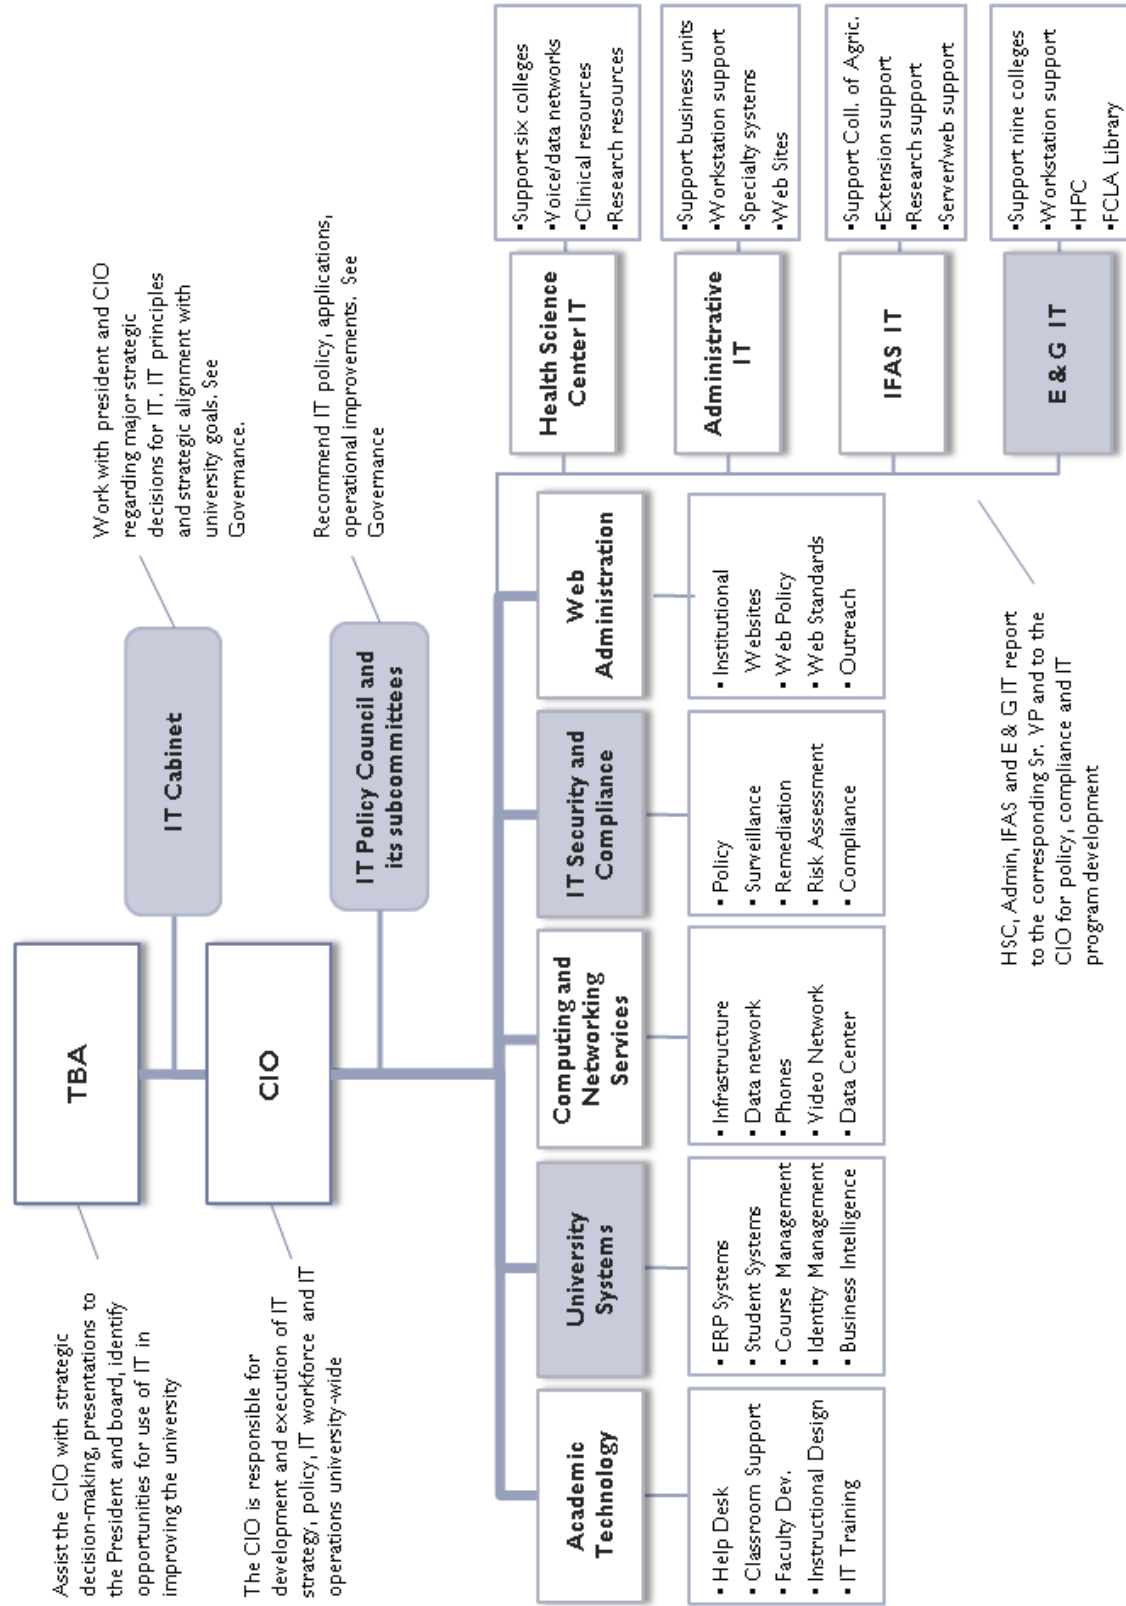 TBA
Assist the CIO with strategic
decision-making, presentations to
the President and board, identify
opportunities for use of IT in
improving the university
IT Cabinet
Work with president and CIO
regarding major strategic
decisions for IT. IT principles
and strategic alignment with
university goals. See
Governance.
CIO
The CIO is responsible for
development and execution of IT
strategy, policy, IT workforce and IT
operations university-wide
IT Policy Council and
its subcommittees
Recommend IT policy, applications,
operational improvements. See
Governance
Academic
Technology
▪ Help Desk
▪ Classroom Support
▪ Faculty Dev.
▪ Instructional Design
▪ IT Training
University
Systems
▪ ERP Systems
▪ Student Systems
▪ Course Management
▪ Identity Management
▪ Business Intelligence
Computing and
Networking
Services
▪ Infrastructure
▪ Data network
▪ Phones
▪ Video Network
▪ Data Center
IT Security and
Compliance
▪ Policy
▪ Surveillance
▪ Remediation
▪ Risk Assessment
▪ Compliance
Web
Administration
▪ Institutional
Websites
▪ Web Policy
▪ Web Standards
▪ Outreach
Health Science
Center IT
▪Support six colleges
▪Voice/data networks
▪Clinical resources
▪Research resources
Administrative
IT
▪Support business units
▪Workstation support
▪Specialty systems
▪Web Sites
IFAS IT
▪Support Coll. of Agric.
▪Extension support
▪Research support
▪Server/web support
E & G IT
▪Support nine colleges
▪Workstation support
▪HPC
▪FCLA Library
HSC, Admin, IFAS and E & G IT report
to the corresponding Sr. VP and to the
CIO for policy, compliance and IT
program development